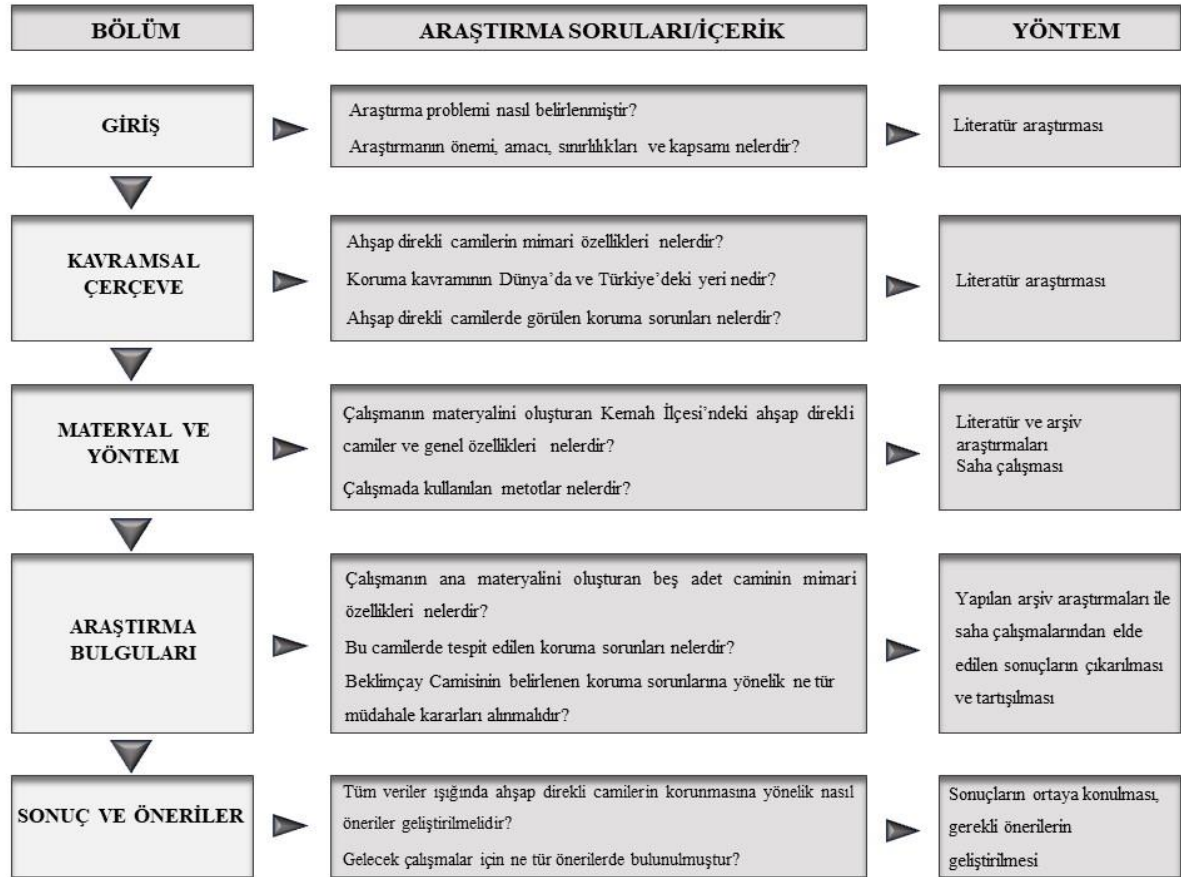 BÖLÜM
ARAŞTIRMA SORULARI/İÇERİK
YÖNTEM
GİRİŞ
Araştırma problemi nasıl belirlenmiştir?
Araştırmanın önemi, amacı, sınırlılıkları ve kapsamı nelerdir?
Literatür araştırması
KAVRAMSAL
ÇERÇEVE
Ahşap direkli camilerin mimari özellikleri nelerdir?
Koruma kavramının Dünya'da ve Türkiye'deki yeri nedir?
Ahşap direkli camilerde görülen koruma sorunları nelerdir?
Literatür araştırması
MATERYAL VE
YÖNTEM
Çalışmanın materyalini oluşturan Kemah İlçesi'ndeki ahşap direkli
camiler ve genel özellikleri nelerdir?
Çalışmada kullanılan metotlar nelerdir?
Literatür ve arşiv
araştırmaları
Saha çalışması
ARAŞTIRMA
BULGULARI
Çalışmanın ana materyalini oluşturan beş adet caminin mimari
özellikleri nelerdir?
Bu camilerde tespit edilen koruma sorunları nelerdir?
Beklimçay Camisinin belirlenen koruma sorunlarına yönelik ne tür
müdahale kararları alınmalıdır?
Yapılan arşiv araştırmaları ile
saha çalışmalarından elde
edilen sonuçların çıkarılması
ve tartışılması
SONUÇ VE ÖNERİLER
Tüm veriler ışığında ahşap direkli camilerin korunmasına yönelik nasıl
öneriler geliştirilmelidir?
Gelecek çalışmalar için ne tür önerilerde bulunulmuştur?
Sonuçların ortaya konulması,
gerekli önerilerin
geliştirilmesi